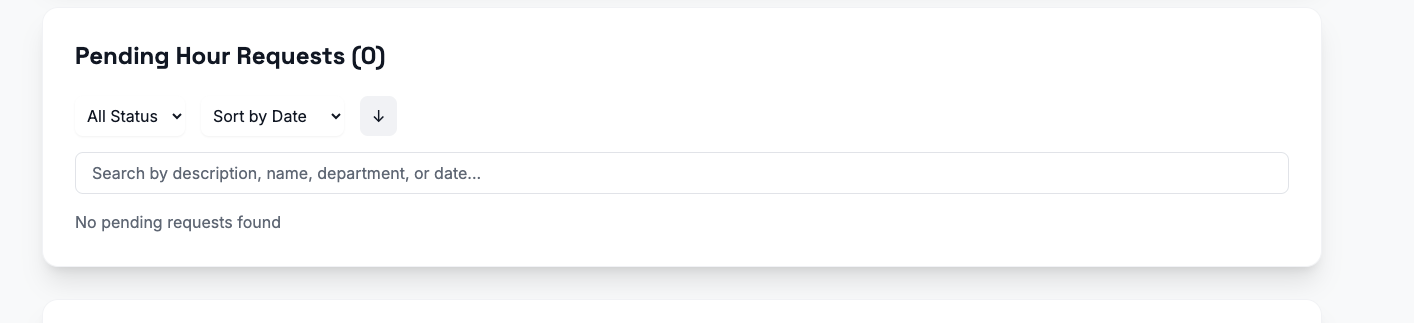 Pending Hour Requests (0)
All Status Sort by Date ↓
Search by description, name, department, or date...
No pending requests found